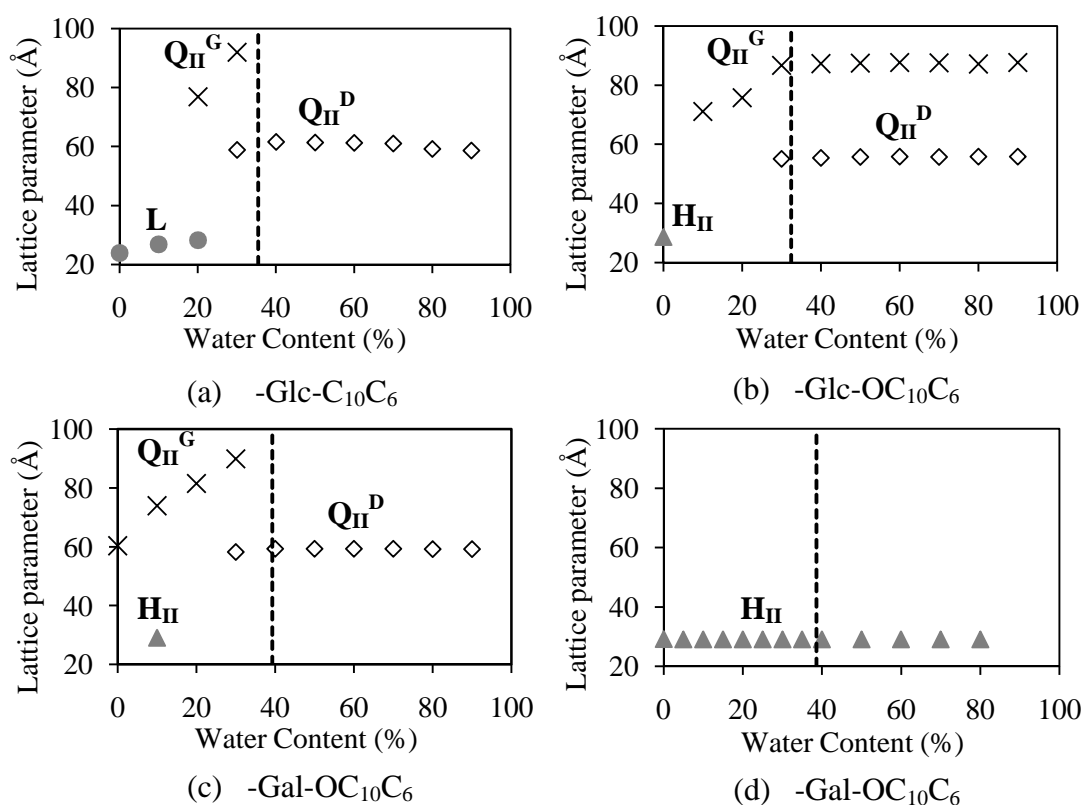 Lattice parameter (Å)
100
80
60
40
20
0 20 40 60 80 100
Q_II^G
Q_II^D
L
Water Content (%)
(a) -Glc-C₁₀C₆
Lattice parameter (Å)
100
80
60
40
20
0 20 40 60 80 100
Q_II^G
Q_II^D
H_II
Water Content (%)
(b) -Glc-OC₁₀C₆
Lattice parameter (Å)
100
80
60
40
20
0 20 40 60 80 100
Q_II^G
Q_II^D
H_II
Water Content (%)
(c) -Gal-OC₁₀C₆
Lattice parameter (Å)
100
80
60
40
20
0 20 40 60 80 100
H_II
Water Content (%)
(d) -Gal-OC₁₀C₆